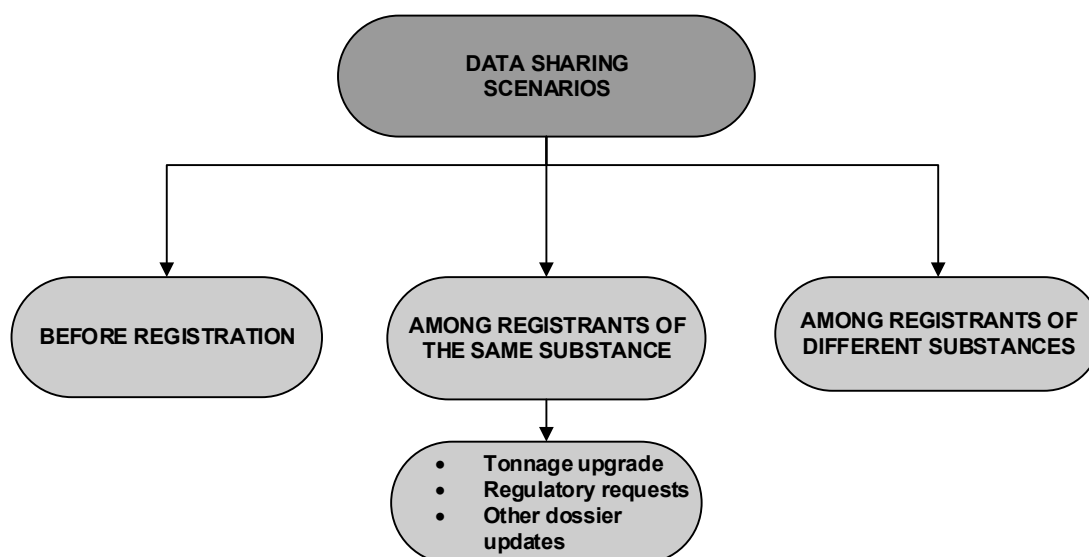 DATA SHARING
SCENARIOS
BEFORE REGISTRATION
AMONG REGISTRANTS OF
THE SAME SUBSTANCE
AMONG REGISTRANTS OF
DIFFERENT SUBSTANCES
• Tonnage upgrade
• Regulatory requests
• Other dossier
updates